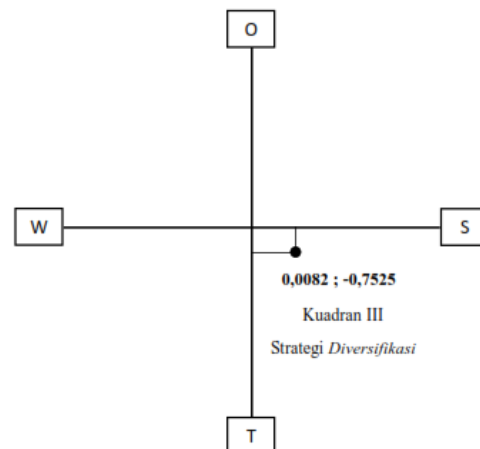 O
W
S
0,0082 ; -0,7525
Kuadran III
Strategi Diversifikasi
T